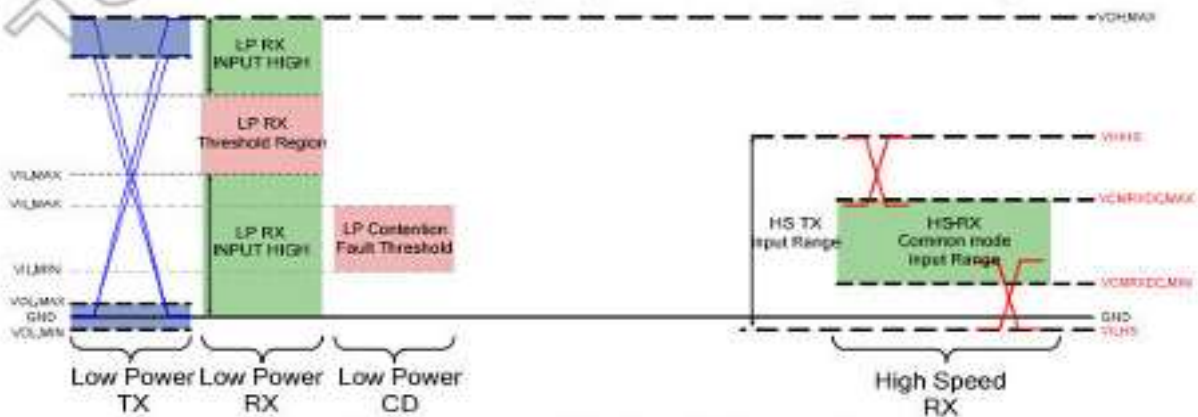 VOH,MAX
LP RX
INPUT HIGH
LP RX
Threshold Region
VIL,MAX
VIL,MAX
LP RX
INPUT HIGH
LP Contention
Fault Threshold
VIL,MIN
VOL,MAX
GND
VOL,MIN
VIHHS
VCMRXDC,MAX
HS TX
Input Range
HS-RX
Common mode
Input Range
VCMRXDC,MIN
GND
VILHS
Low Power
TX
Low Power
RX
Low Power
CD
High Speed
RX